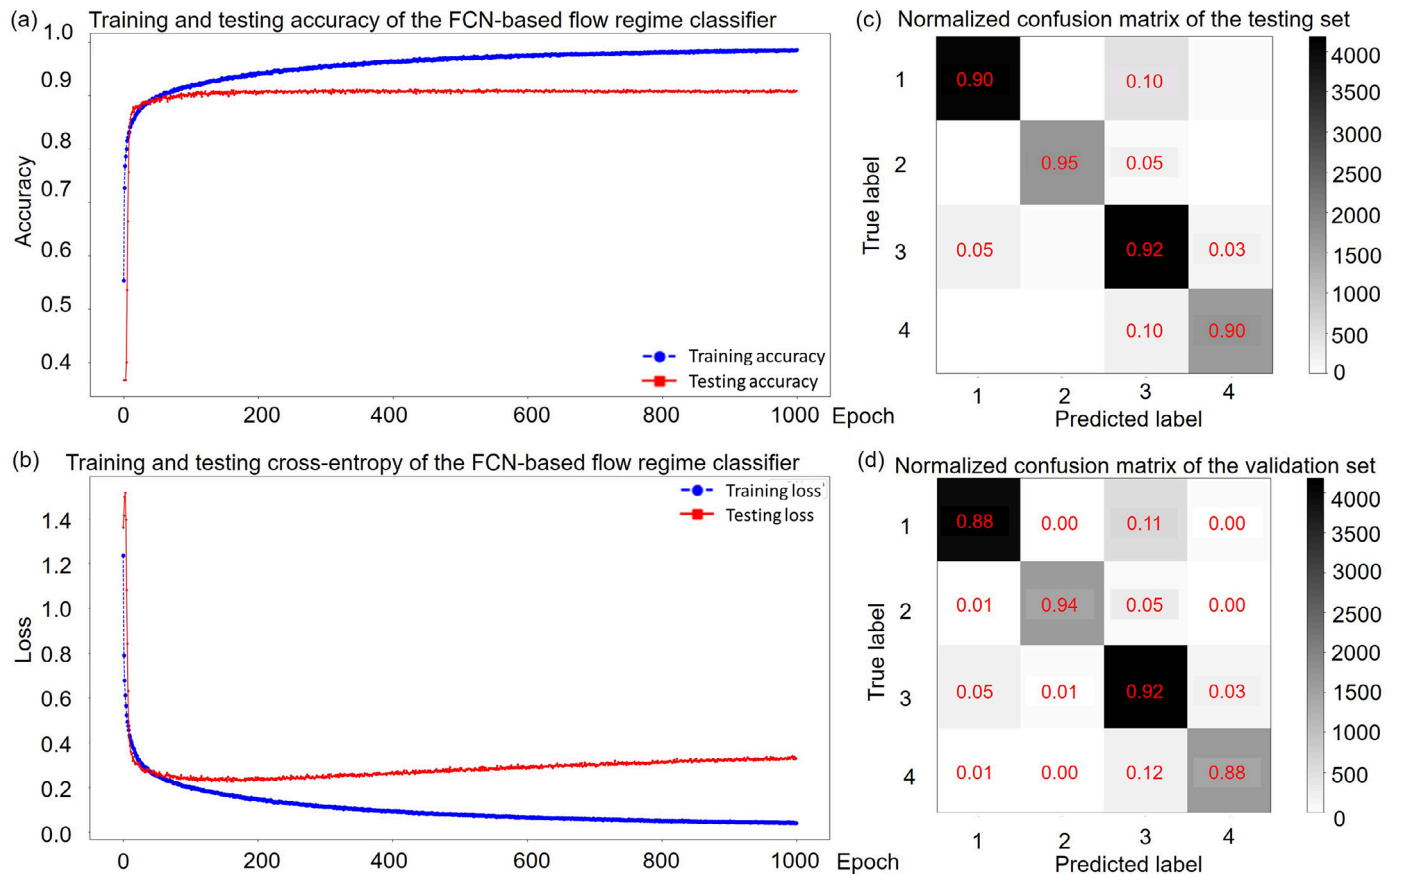 (a) Training and testing accuracy of the FCN-based flow regime classifier
1.0
0.9
0.8
0.7
0.6
0.5
0.4
Accuracy
Training accuracy
Testing accuracy
0 200 400 600 800 1000 Epoch
(b) Training and testing cross-entropy of the FCN-based flow regime classifier
Training loss
Testing loss
1.4
1.2
1.0
0.8
0.6
0.4
0.2
0.0
Loss
0 200 400 600 800 1000 Epoch
(c) Normalized confusion matrix of the testing set
1 0.90 0.10
2 0.95 0.05
3 0.05 0.92 0.03
4 0.10 0.90
True label
1 2 3 4
Predicted label
4000
3500
3000
2500
2000
1500
1000
500
0
(d) Normalized confusion matrix of the validation set
1 0.88 0.00 0.11 0.00
2 0.01 0.94 0.05 0.00
3 0.05 0.01 0.92 0.03
4 0.01 0.00 0.12 0.88
True label
1 2 3 4
Predicted label
4000
3500
3000
2500
2000
1500
1000
500
0